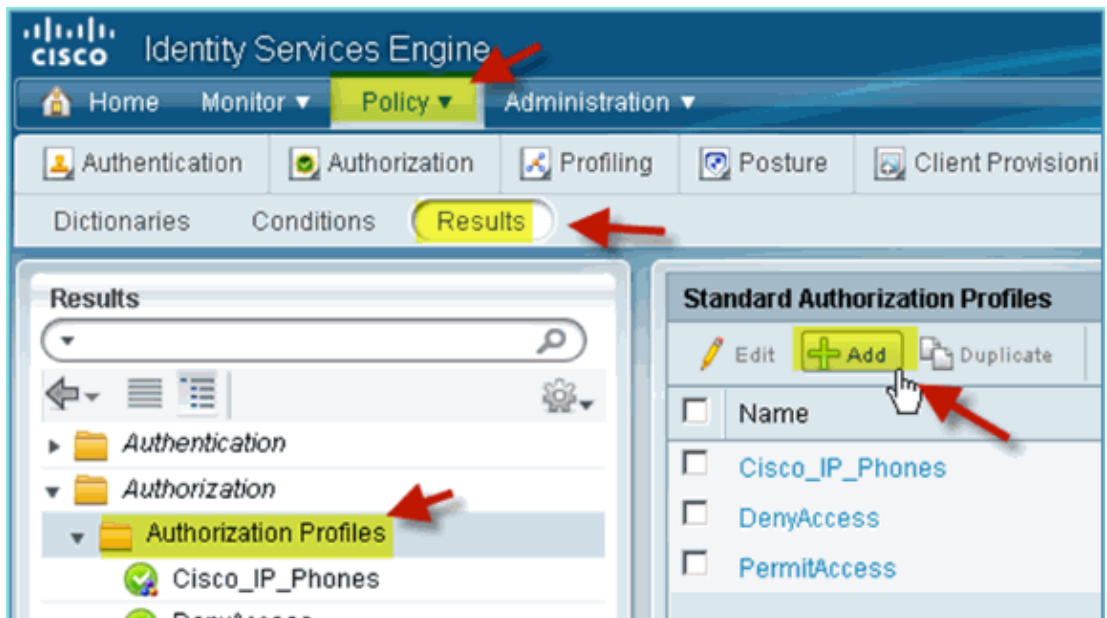 CISCO Identity Services Engine
Home Monitor Policy Administration
Authentication Authorization Profiling Posture Client Provisioni
Dictionaries Conditions Results
Results
Authentication
Authorization
Authorization Profiles
Cisco_IP_Phones
Standard Authorization Profiles
Edit Add Duplicate
Name
Cisco_IP_Phones
DenyAccess
PermitAccess